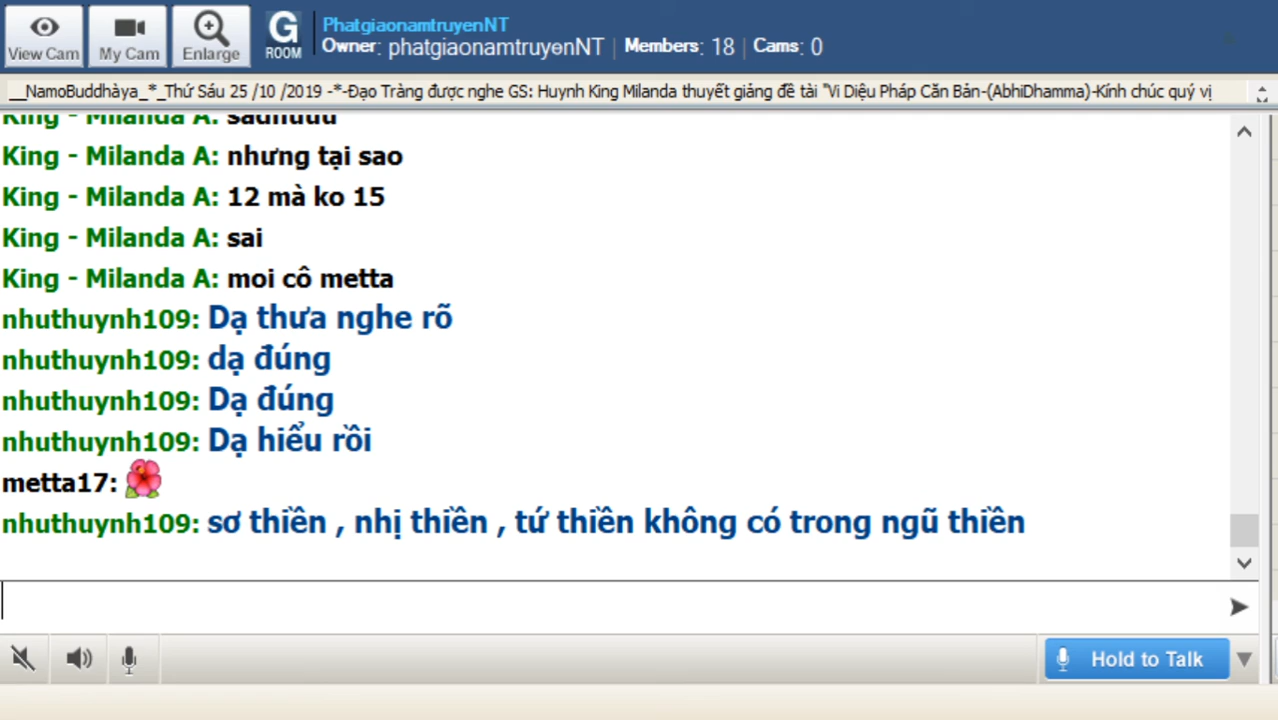 View Cam
My Cam
Enlarge
G
ROOM
PhatgiaonamtruyenNT
Owner: phatgiaonamtruyenNT | Members: 18 | Cams: 0
__NamoBuddhàya_*_Thứ Sáu 25 /10 /2019 -*-Đạo Tràng được nghe GS: Huynh King Milanda thuyết giảng đề tài "Vi Diệu Pháp Căn Bản-(AbhiDhamma)-Kính chúc quý vị
King - Milanda A: sadhuuu
King - Milanda A: nhưng tại sao
King - Milanda A: 12 mà ko 15
King - Milanda A: sai
King - Milanda A: moi cô metta
nhuthuynh109: Dạ thưa nghe rõ
nhuthuynh109: dạ đúng
nhuthuynh109: Dạ đúng
nhuthuynh109: Dạ hiểu rồi
metta17:
nhuthuynh109: sơ thiền , nhị thiền , tứ thiền không có trong ngũ thiền
Hold to Talk